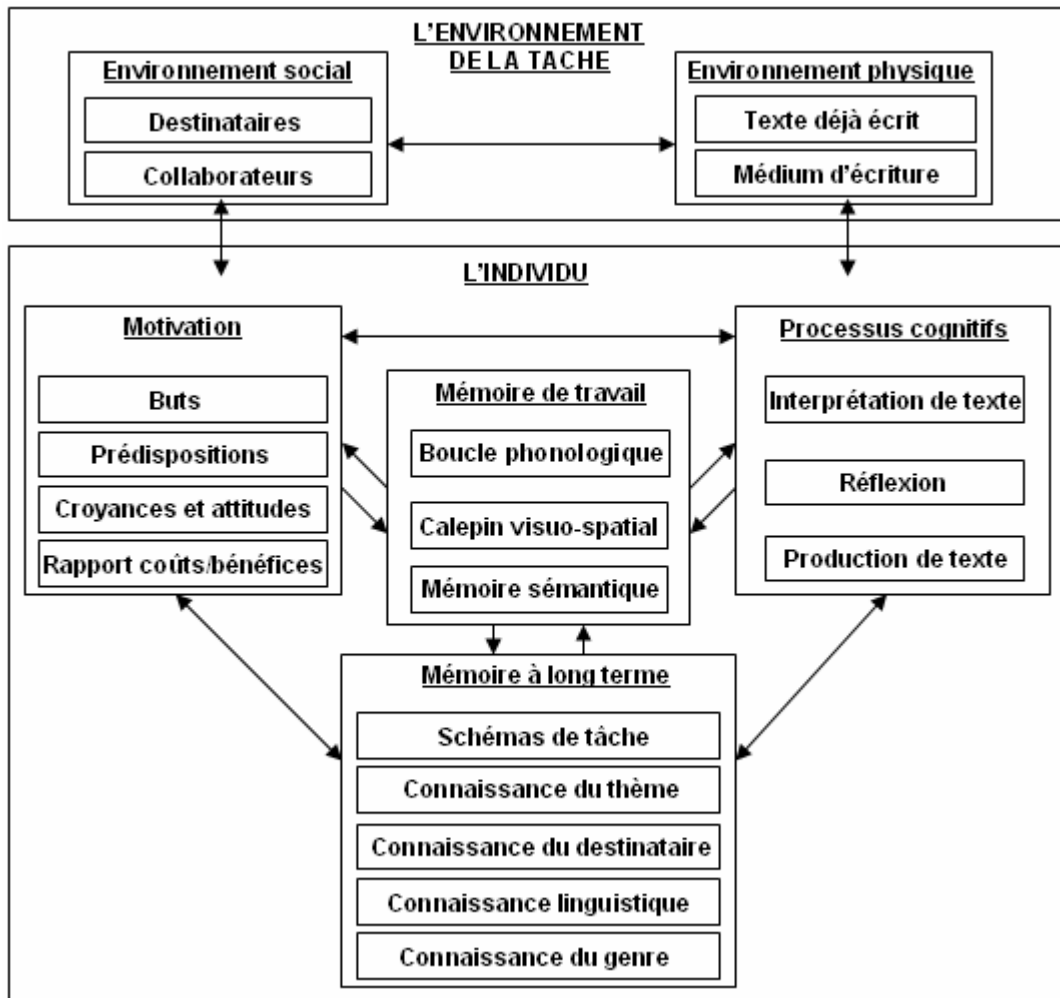 L'ENVIRONNEMENT
DE LA TACHE
Environnement social
Destinataires
Collaborateurs
Environnement physique
Texte déjà écrit
Médium d'écriture
L'INDIVIDU
Motivation
Buts
Prédispositions
Croyances et attitudes
Rapport coûts/bénéfices
Mémoire de travail
Boucle phonologique
Calepin visuo-spatial
Mémoire sémantique
Processus cognitifs
Interprétation de texte
Réflexion
Production de texte
Mémoire à long terme
Schémas de tâche
Connaissance du thème
Connaissance du destinataire
Connaissance linguistique
Connaissance du genre